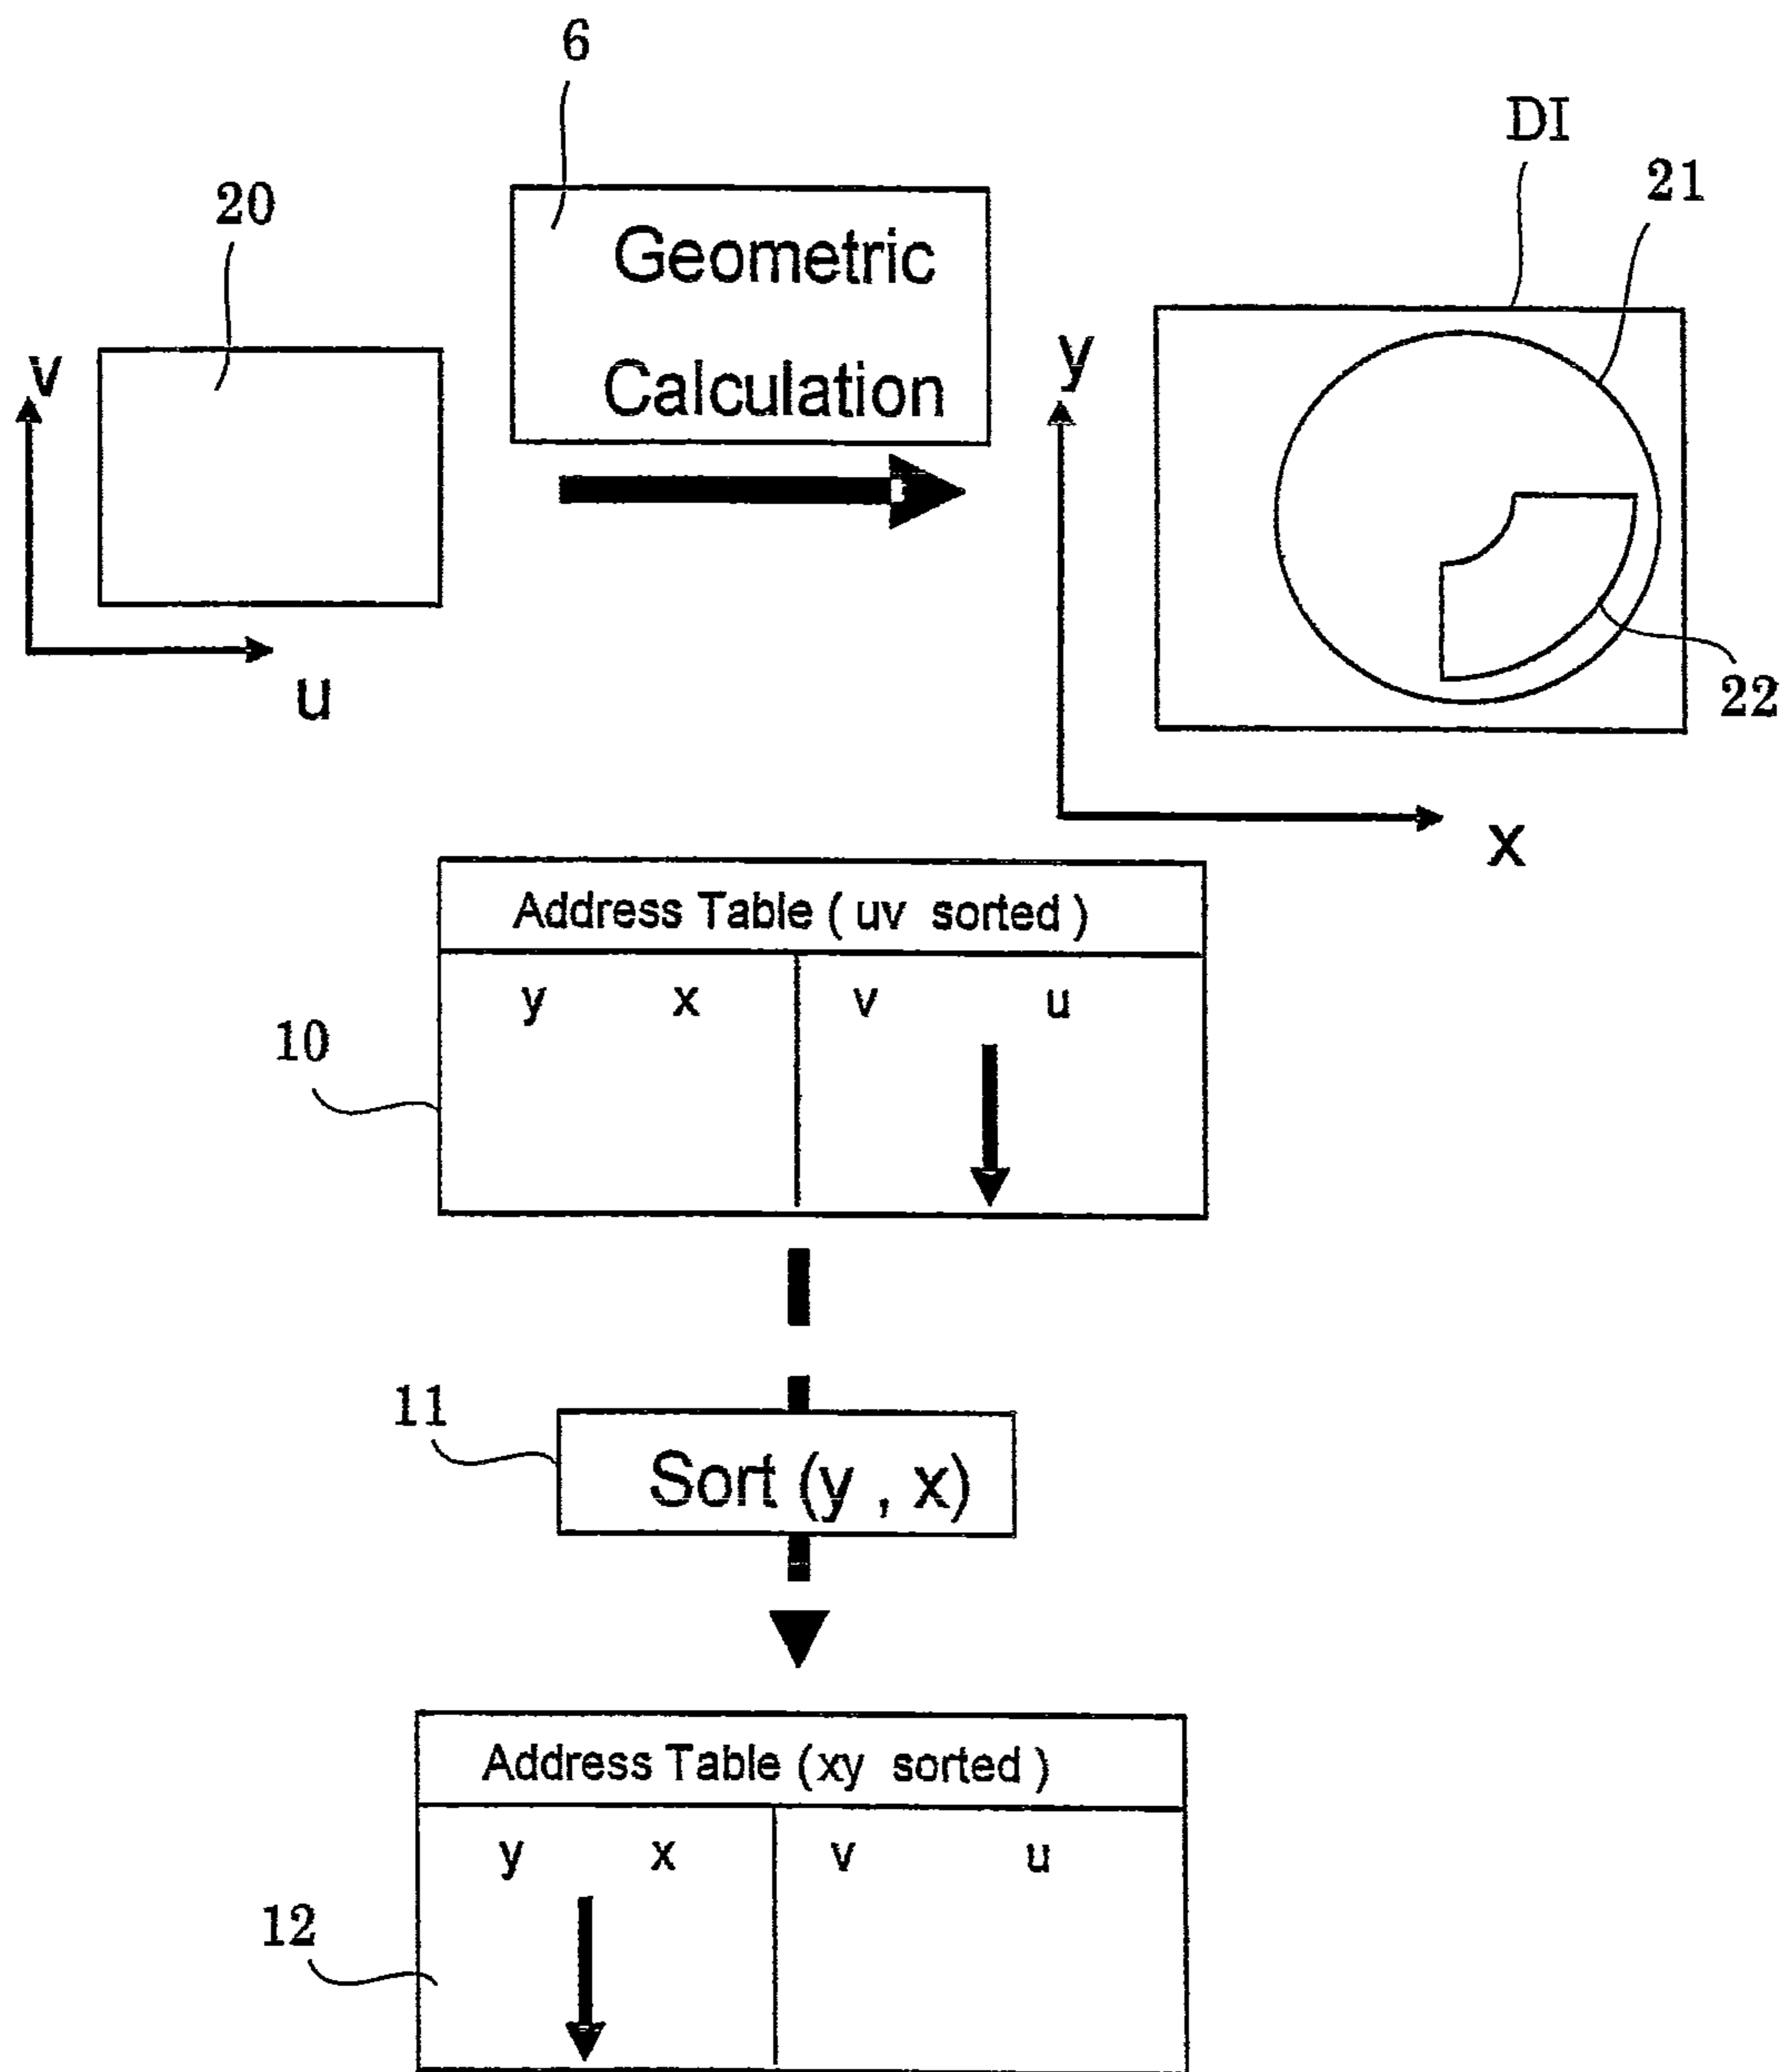 6
DI
20
21
Geometric
Calculation
v
u
y
x
22
Address Table ( uv sorted )
y x v u
10
11
Sort (y , x)
Address Table (xy sorted )
y x v u
12